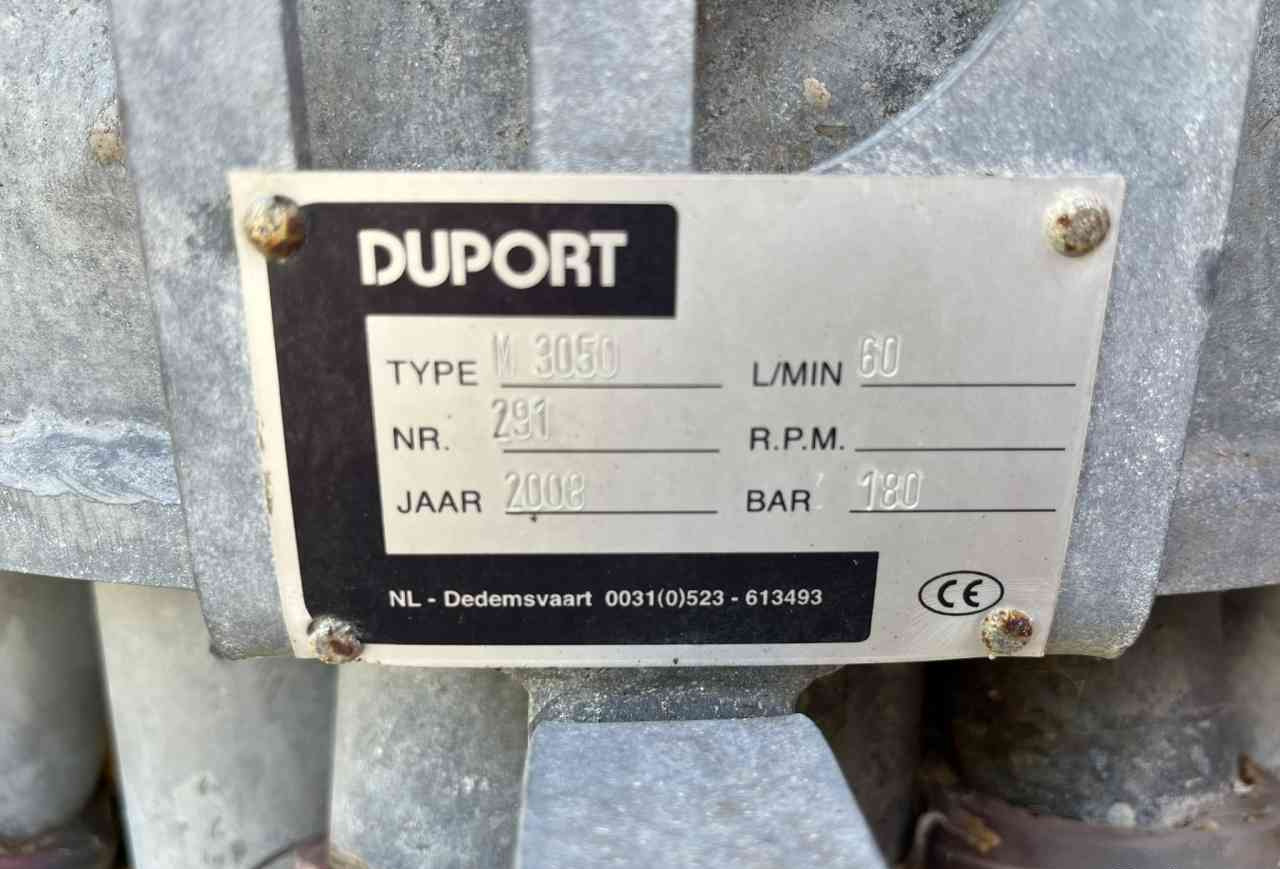 DUPORT
TYPE M 3050 L/MIN 60
NR. 291 R.P.M.
JAAR 2008 BAR 180
NL - Dedemsvaart 0031(0)523 - 613493 CE